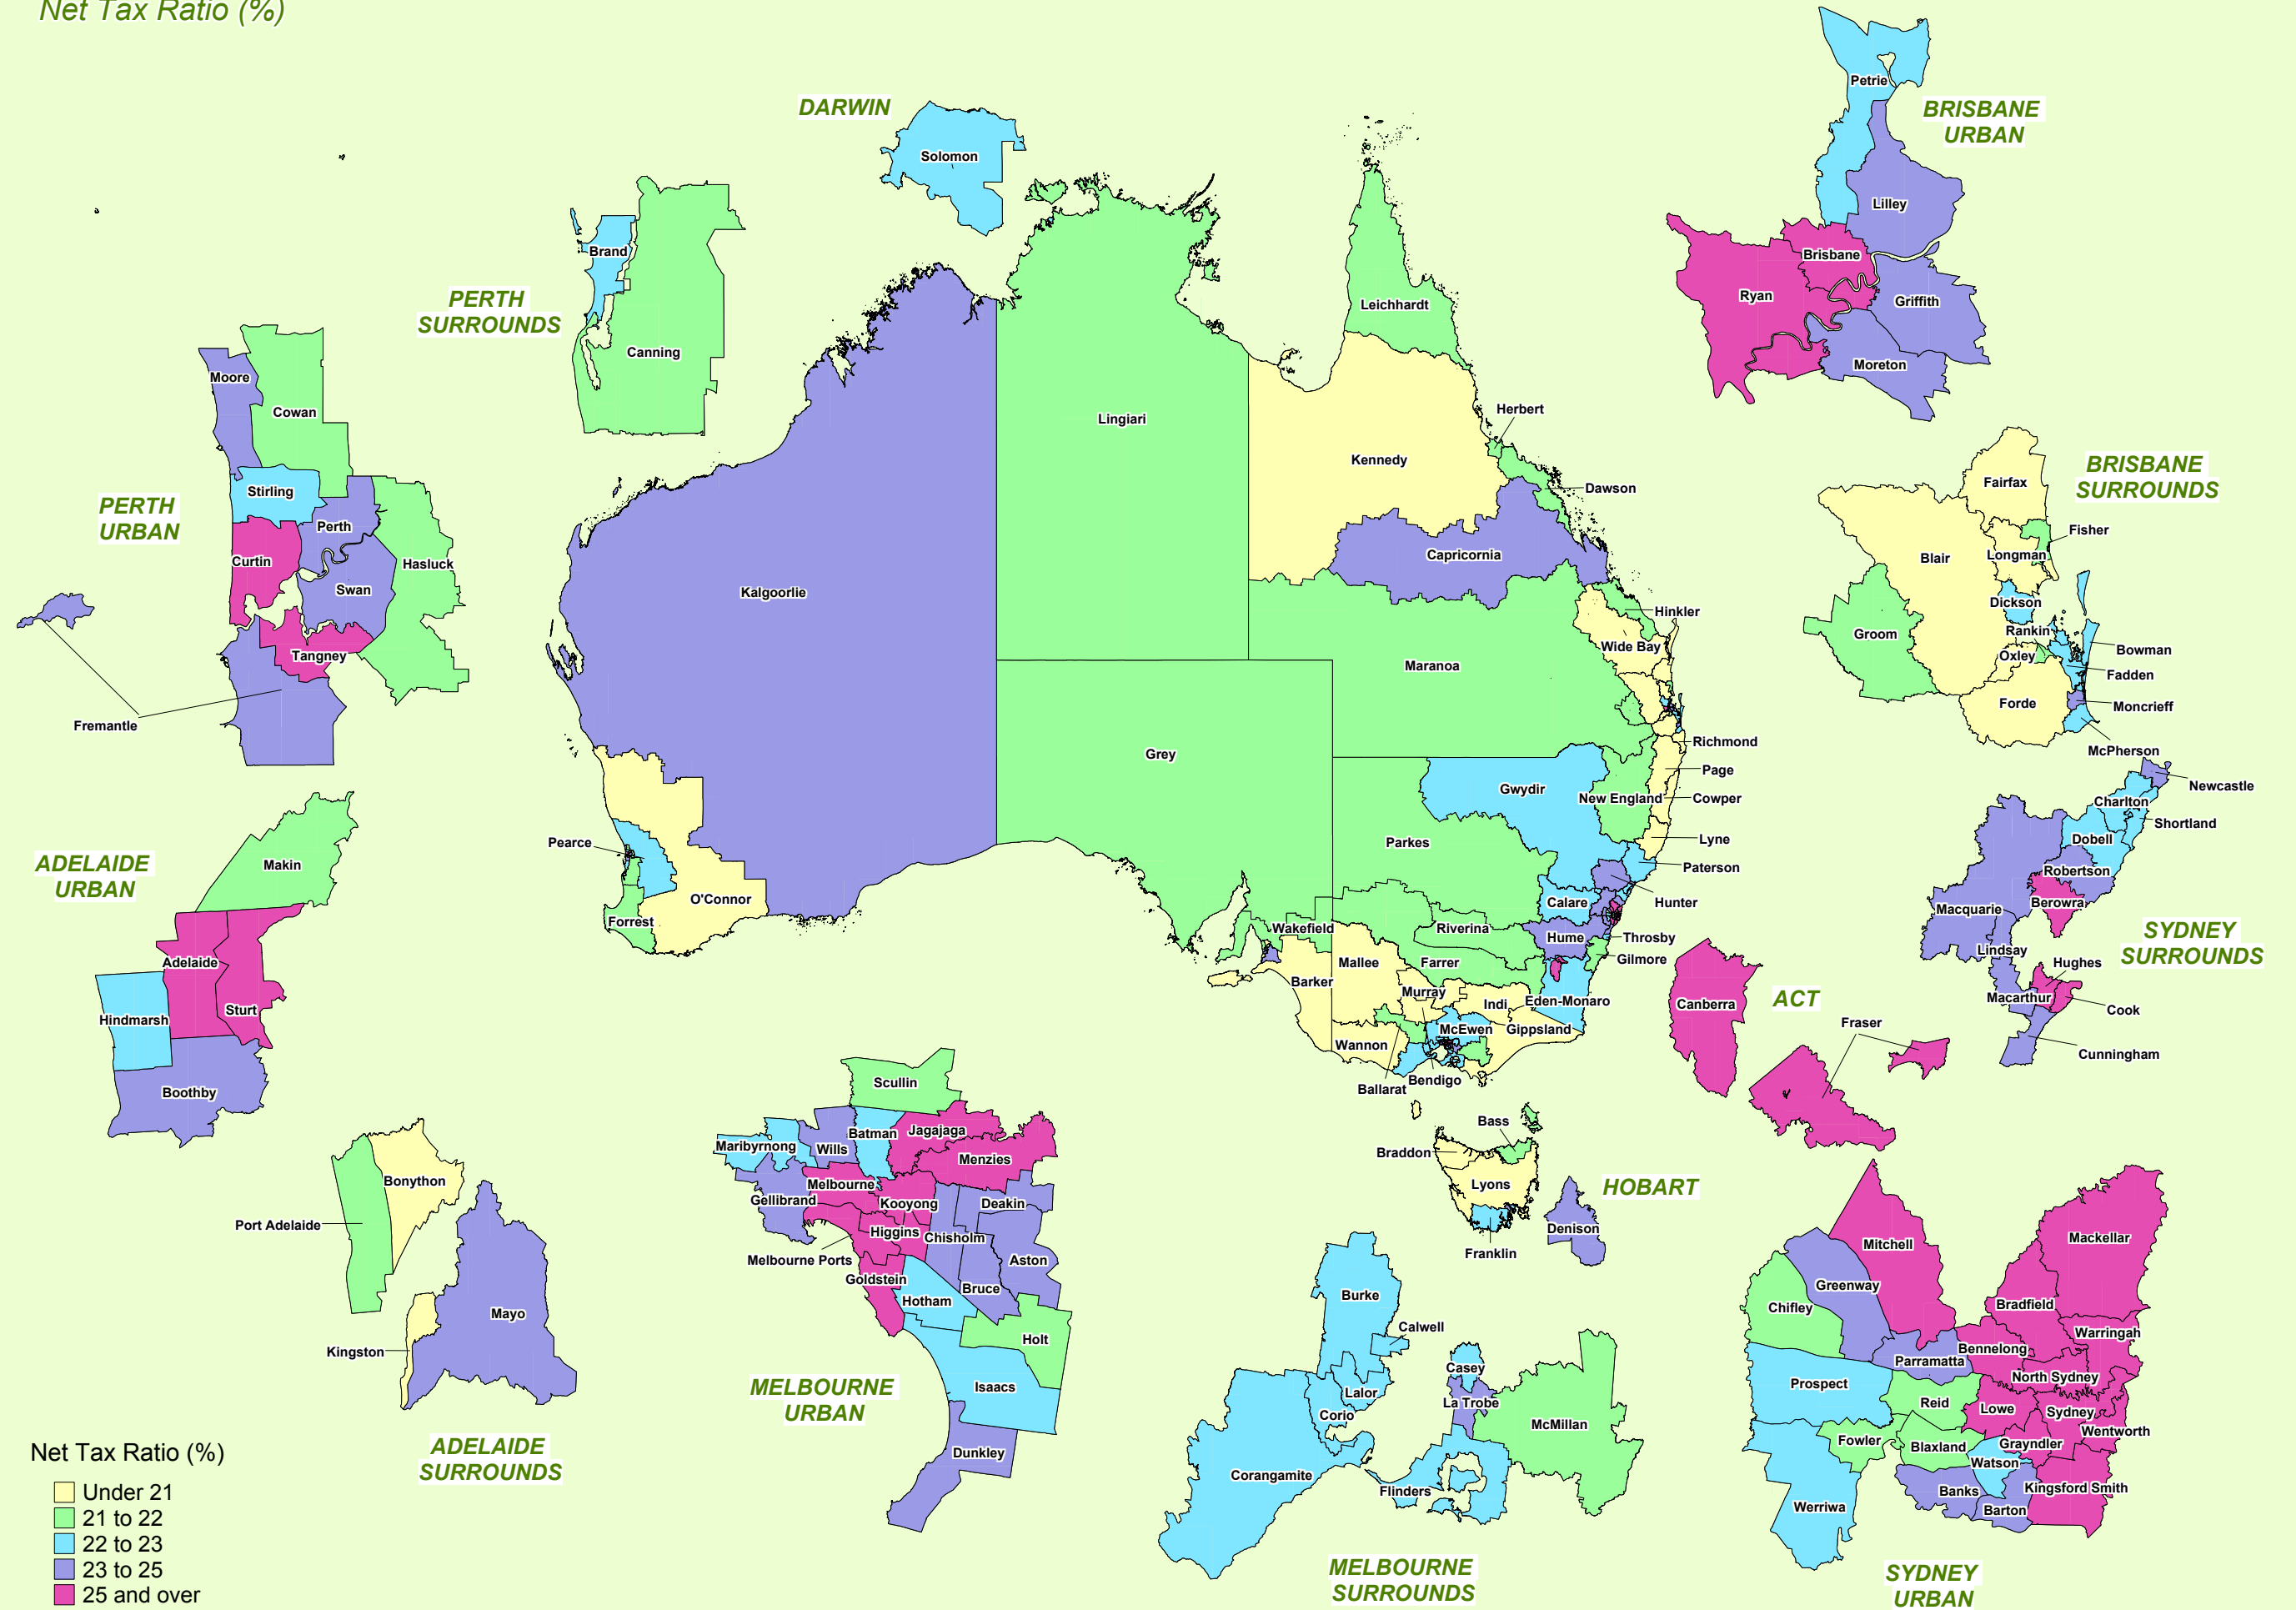 Net Tax Ratio (%)
DARWIN
Solomon
Petrie
BRISBANE
URBAN
Lilley
Brisbane
Ryan
Griffith
Moreton
PERTH
SURROUNDS
Brand
Canning
Leichhardt
Lingiari
Kennedy
Herbert
Dawson
Capricornia
Kalgoorlie
Hinkler
Wide Bay
Maranoa
Grey
Richmond
Page
New England
Cowper
Gwydir
Lyne
Parkes
Paterson
Pearce
O'Connor
Forrest
Calare
Hunter
Wakefield
Riverina
Hume
Throsby
Gilmore
Mallee
Farrer
Barker
Murray
Indi
Eden-Monaro
McEwen
Gippsland
Wannon
Ballarat
Bendigo
Bass
Braddon
Lyons
Franklin
HOBART
Denison
PERTH
URBAN
Moore
Cowan
Stirling
Perth
Curtin
Hasluck
Swan
Tangney
Fremantle
ADELAIDE
URBAN
Makin
Adelaide
Sturt
Hindmarsh
Boothby
Bonython
Port Adelaide
Mayo
Kingston
ADELAIDE
SURROUNDS
BRISBANE
SURROUNDS
Fairfax
Fisher
Blair
Longman
Dickson
Groom
Rankin
Oxley
Bowman
Fadden
Forde
Moncrieff
McPherson
Newcastle
Charlton
Shortland
Dobell
Robertson
Macquarie
Berowra
SYDNEY
SURROUNDS
Lindsay
Hughes
Macarthur
Cook
Cunningham
ACT
Canberra
Fraser
Scullin
Jagajaga
Batman
Maribyrnong
Wills
Menzies
Melbourne
Gellibrand
Kooyong
Deakin
Higgins
Chisholm
Melbourne Ports
Aston
Goldstein
Bruce
Hotham
Holt
Isaacs
Dunkley
MELBOURNE
URBAN
Burke
Calwell
Casey
Lalor
La Trobe
Corio
McMillan
Corangamite
Flinders
MELBOURNE
SURROUNDS
Mackellar
Mitchell
Greenway
Chifley
Bradfield
Warringah
Bennelong
Parramatta
North Sydney
Prospect
Reid
Lowe
Sydney
Wentworth
Fowler
Blaxland
Grayndler
Watson
Kingsford Smith
Banks
Werriwa
Barton
SYDNEY
URBAN
Net Tax Ratio (%)
Under 21
21 to 22
22 to 23
23 to 25
25 and over